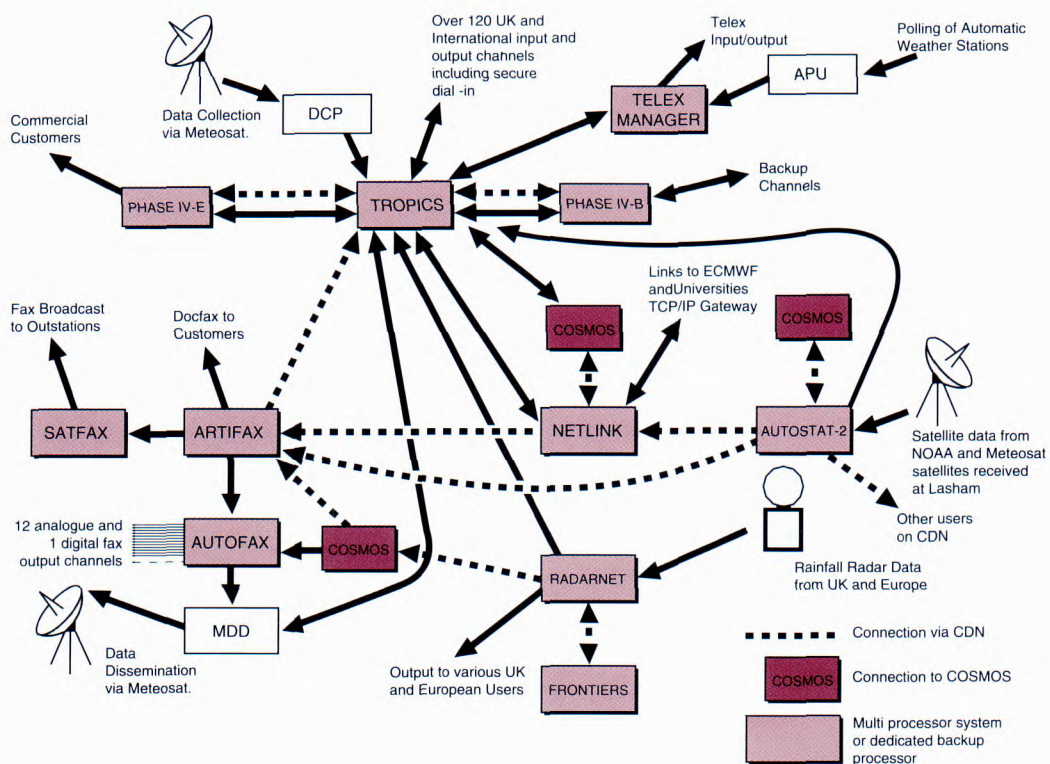 Over 120 UK and
International input and
output channels
including secure
dial -in
Telex
Input/output
Polling of Automatic
Weather Stations
APU
TELEX
MANAGER
DCP
Data Collection
via Meteosat.
Commercial
Customers
PHASE IV-E
TROPICS
PHASE IV-B
Backup
Channels
Links to ECMWF
andUniversities
TCP/IP Gateway
Fax Broadcast
to Outstations
Docfax to
Customers
COSMOS
COSMOS
SATFAX
ARTIFAX
NETLINK
AUTOSTAT-2
Satellite data from
NOAA and Meteosat
satellites received
at Lasham
Other users
on CDN
12 analogue and
1 digital fax
output channels
AUTOFAX
COSMOS
RADARNET
Rainfall Radar Data
from UK and Europe
MDD
Data
Dissemination
via Meteosat.
Output to various UK
and European Users
FRONTIERS
Connection via CDN
COSMOS
Connection to COSMOS
Multi processor system
or dedicated backup
processor